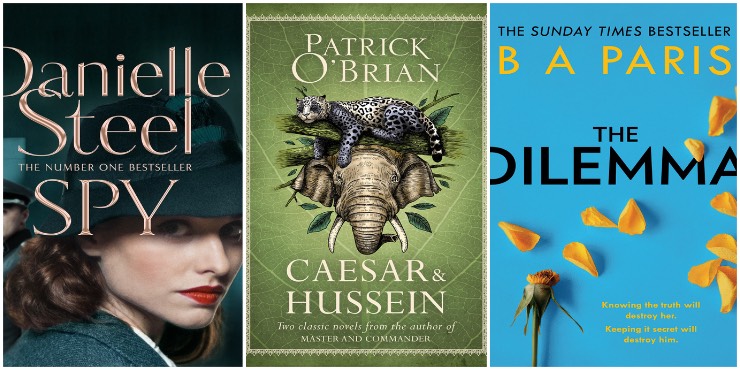 Danielle
Steel
THE NUMBER ONE BESTSELLER
SPY
PATRICK
O'BRIAN
CAESAR &
HUSSEIN
Two classic novels from the author of
MASTER AND COMMANDER
THE SUNDAY TIMES BESTSELLER
B A PARIS
THE
DILEMMA
Knowing the truth will
destroy her.
Keeping it secret will
destroy him.